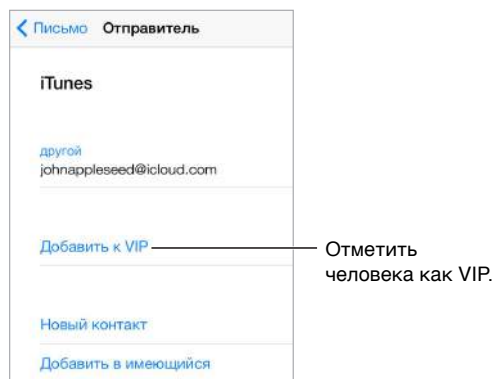 Письмо Отправитель
iTunes
другой
johnappleseed@icloud.com
Добавить к VIP
Отметить
человека как VIP.
Новый контакт
Добавить в имеющийся